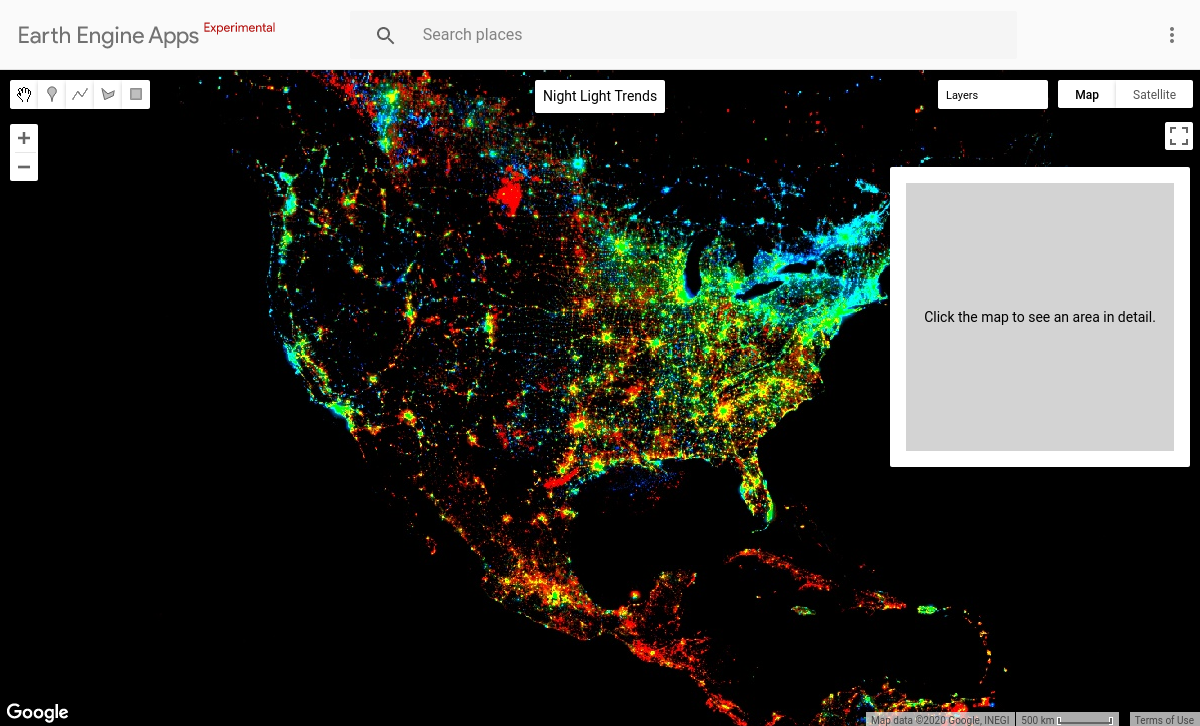 Earth Engine Apps Experimental
Search places
Night Light Trends
Layers
Map
Satellite
+
−
Click the map to see an area in detail.
Google
Map data ©2020 Google, INEGI
500 km
Terms of Use